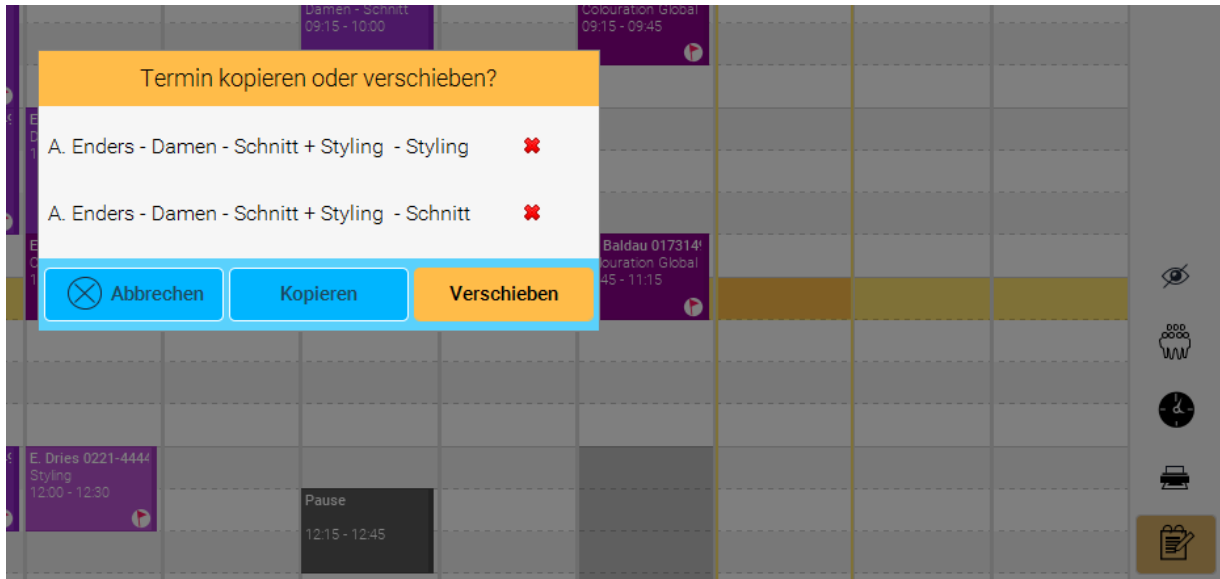 Damen - Schnitt
09:15 - 10:00
Colouration Global
09:15 - 09:45
Termin kopieren oder verschieben?
A. Enders - Damen - Schnitt + Styling - Styling
A. Enders - Damen - Schnitt + Styling - Schnitt
Abbrechen
Kopieren
Verschieben
Baldau 017314
ouration Global
45 - 11:15
E. Dries 0221-4444
Styling
12:00 - 12:30
Pause
12:15 - 12:45